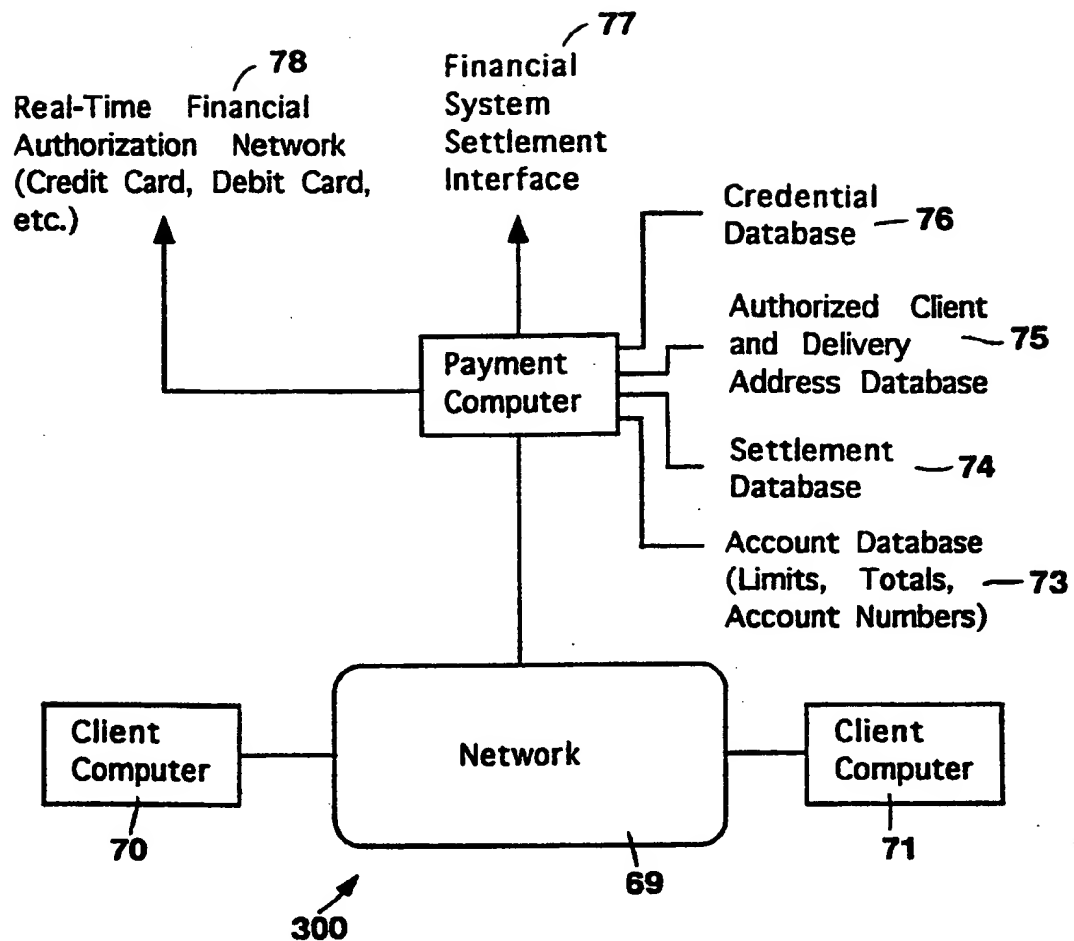 78
Real-Time Financial
Authorization Network
(Credit Card, Debit Card,
etc.)
77
Financial
System
Settlement
Interface
Credential
Database
76
Authorized Client
and Delivery
Address Database
75
Payment
Computer
Settlement
Database
74
Account Database
(Limits, Totals,
Account Numbers)
73
Client
Computer
70
Network
69
Client
Computer
71
300